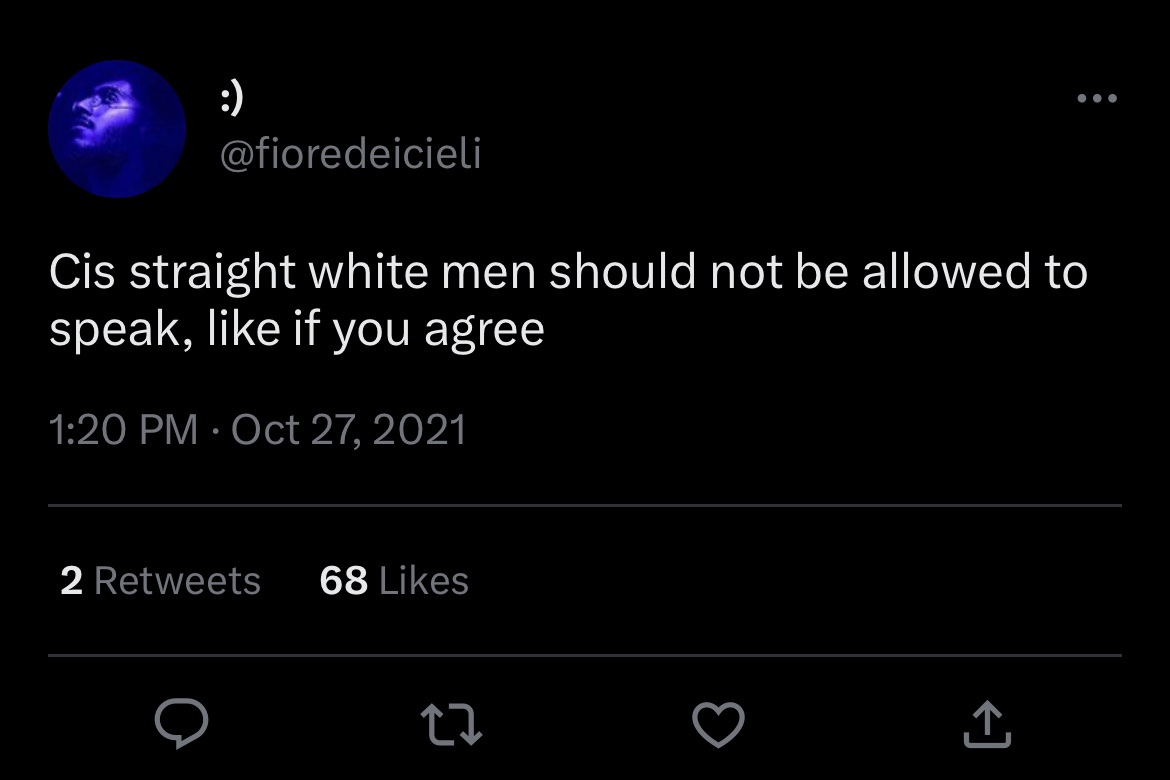 :)
@fioredeicieli
Cis straight white men should not be allowed to
speak, like if you agree
1:20 PM · Oct 27, 2021
2 Retweets 68 Likes